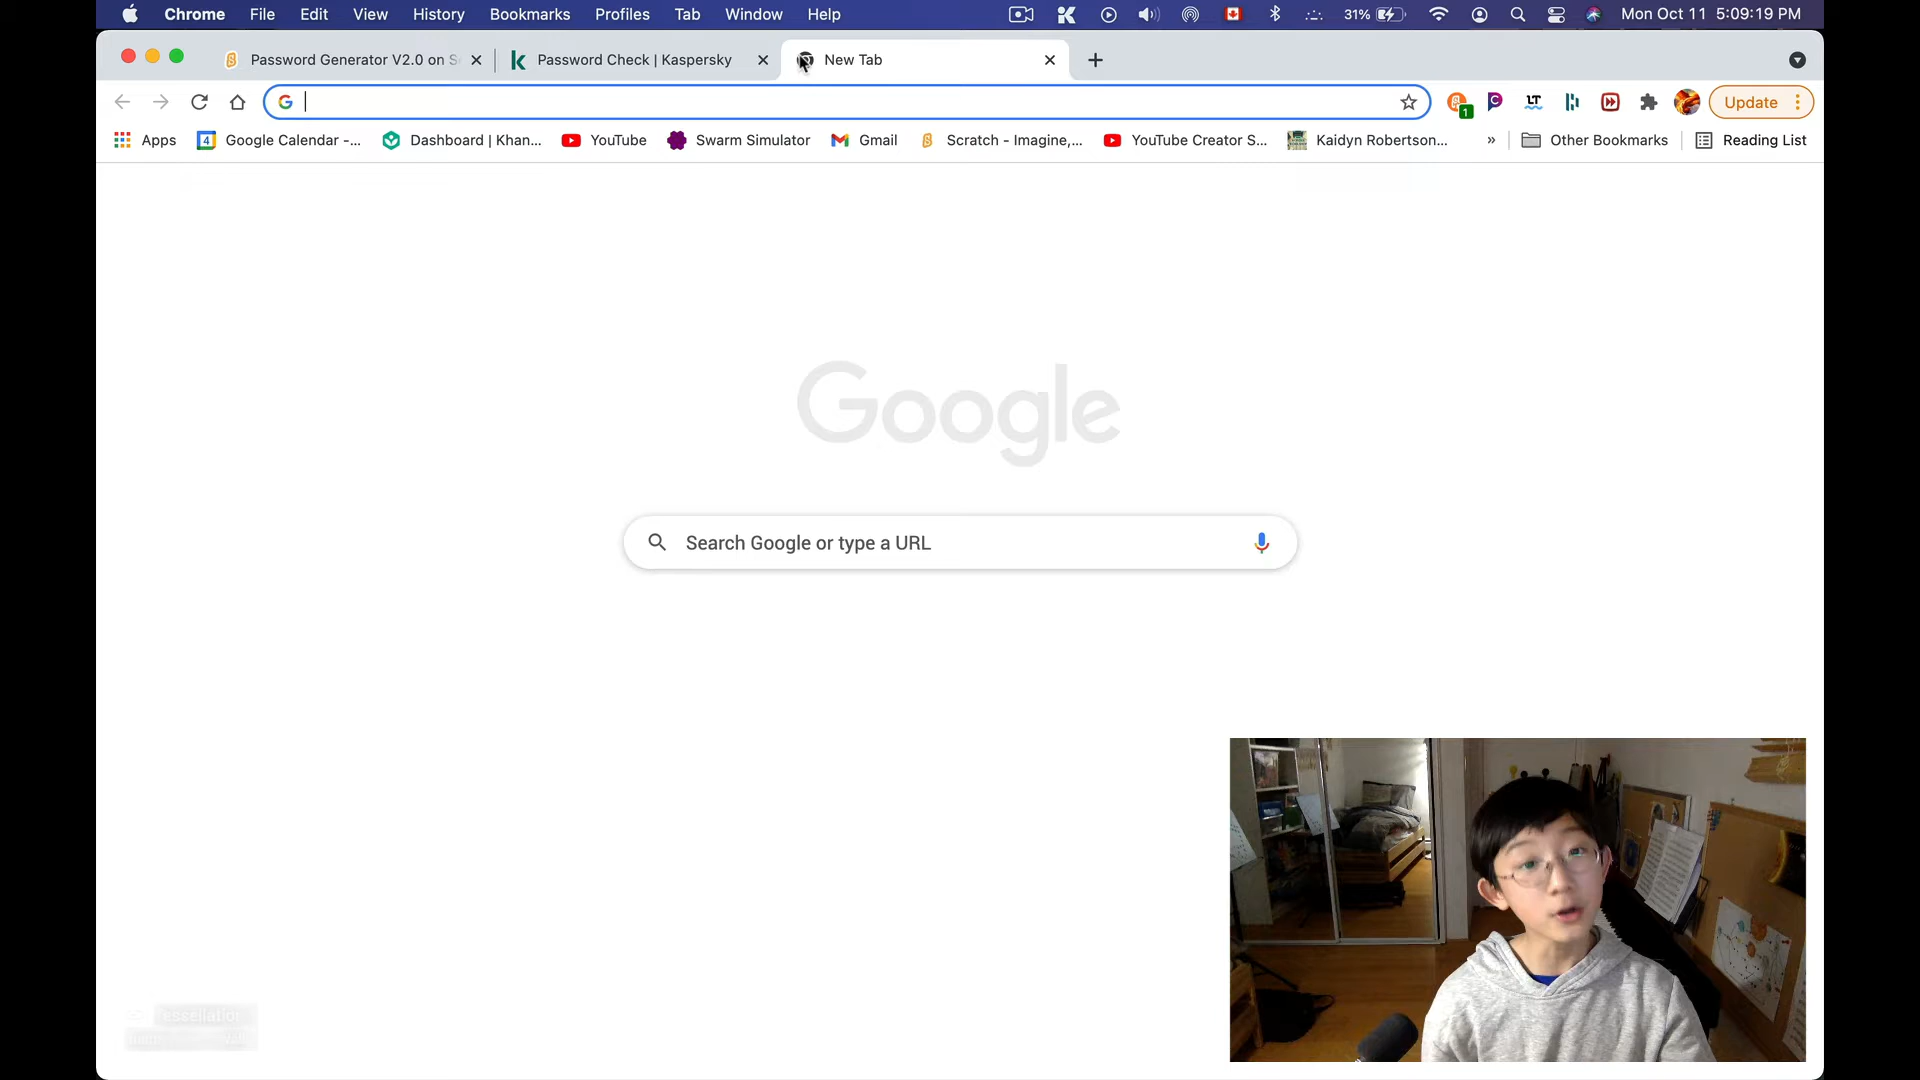 Chrome File Edit View History Bookmarks Profiles Tab Window Help 31% Mon Oct 11 5:09:19 PM
Password Generator V2.0 on S Password Check | Kaspersky New Tab
1 Update
Apps 4 Google Calendar -... Dashboard | Khan... YouTube Swarm Simulator Gmail Scratch - Imagine,... YouTube Creator S... Kaidyn Robertson... » Other Bookmarks Reading List
Google
Search Google or type a URL